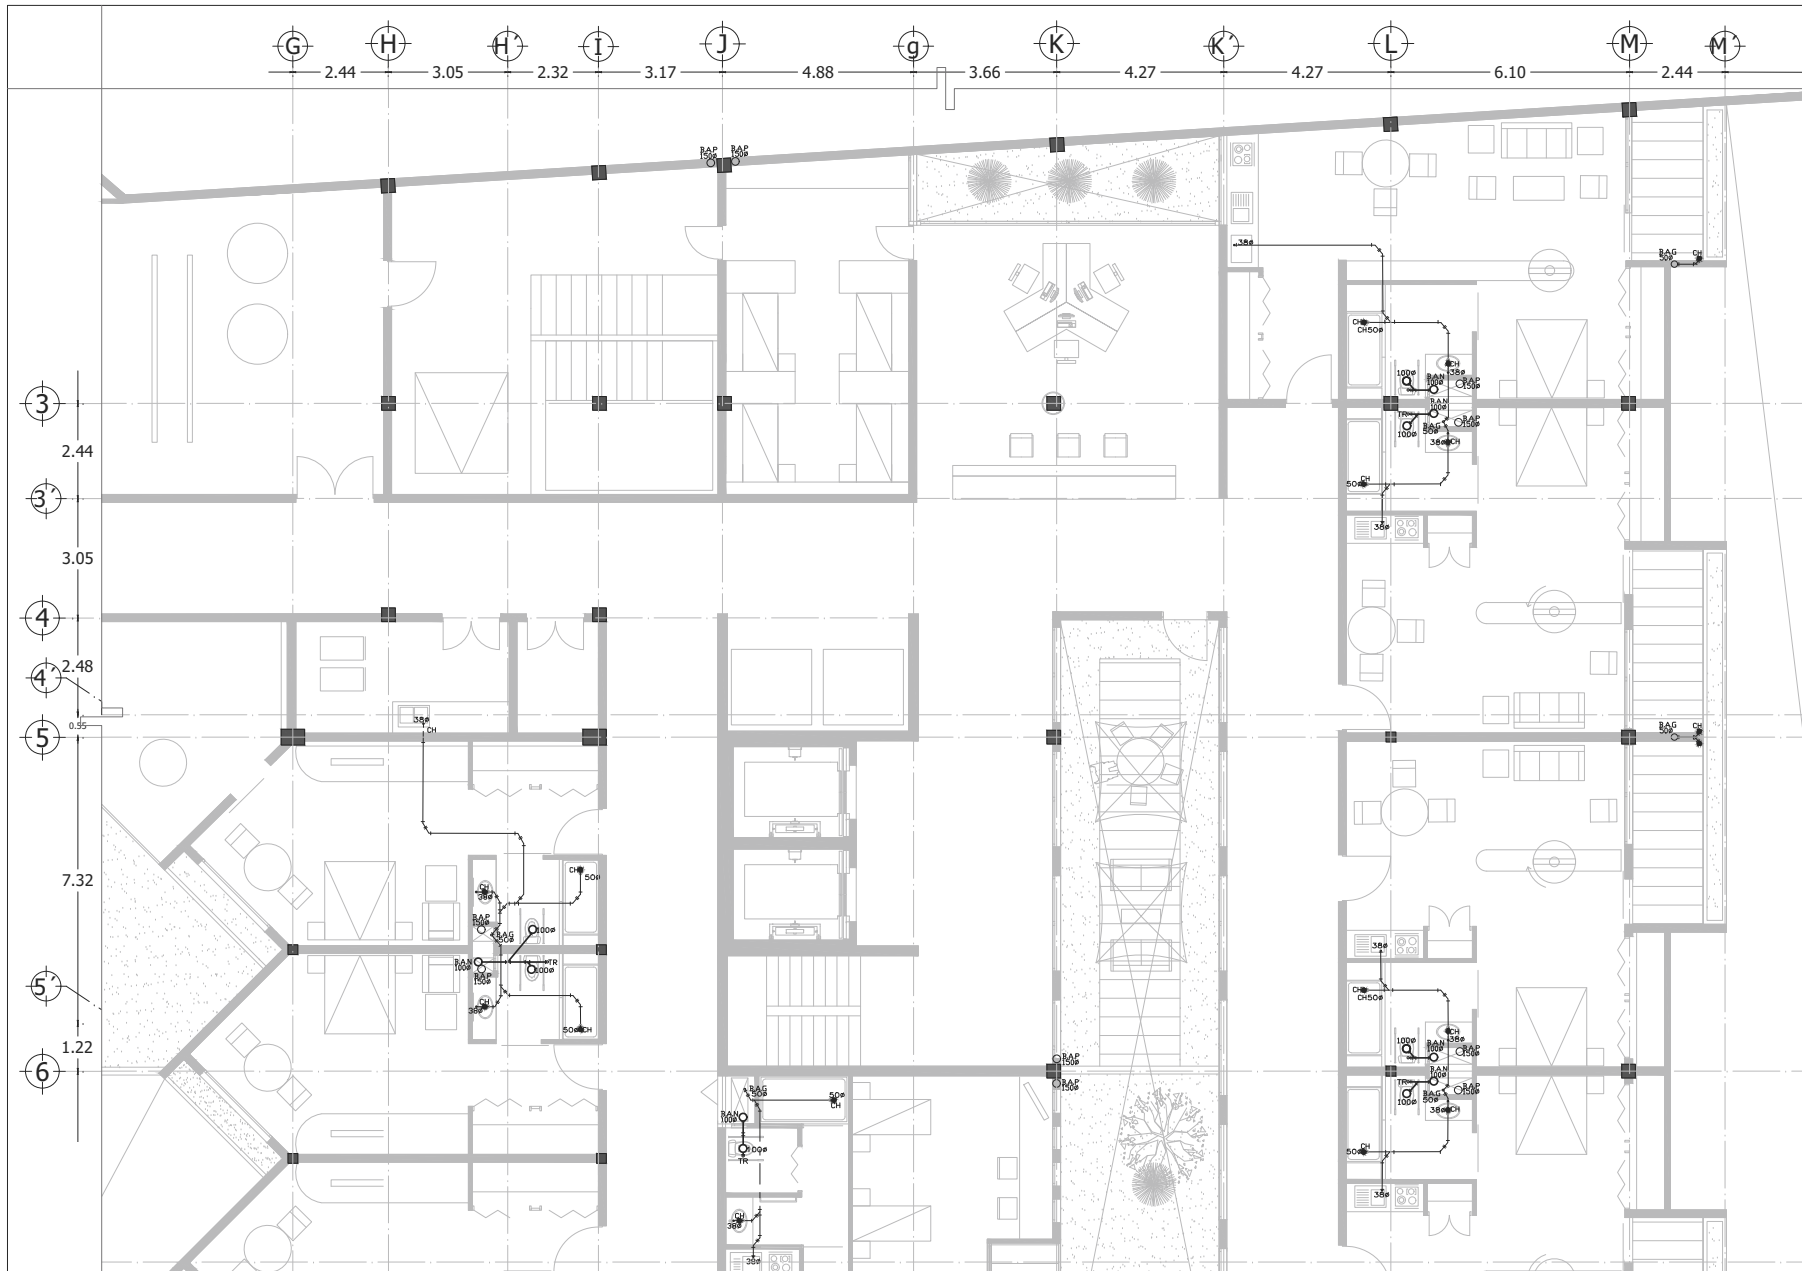 G H H´ I J g K K´ L M M´
2.44 3.05 2.32 3.17 4.88 3.66 4.27 4.27 6.10 2.44
BAP BAP
150ø 150ø
38ø
BAG CH
50ø
CH
CH50ø
CH
38ø
100ø BAN BAP
100ø 150ø
3
BAN
TR 100ø
BAG BAP
50ø 150ø
100ø
38ø CH
2.44
CH
50ø
3´
38ø
3.05
4
2.48
4´
38ø
CH
0.55
5
BAG CH
50ø
CH
50ø
7.32
CH
38ø
BAP
150ø
BAG
50ø
100ø
38ø
BAN TR
100ø
BAP 100ø
150ø
5´
CH
CH50ø
CH
38ø
50ø CH
CH
38ø
1.22
100ø BAN BAP
100ø 150ø
6
BAP
150ø
BAP
150ø
BAN
TR 100ø
BAG BAP
50ø 150ø
100ø
38ø CH
BAG 50ø
50ø CH
BAN
100ø
100ø
TR
CH
50ø
38ø
CH
38ø
38ø